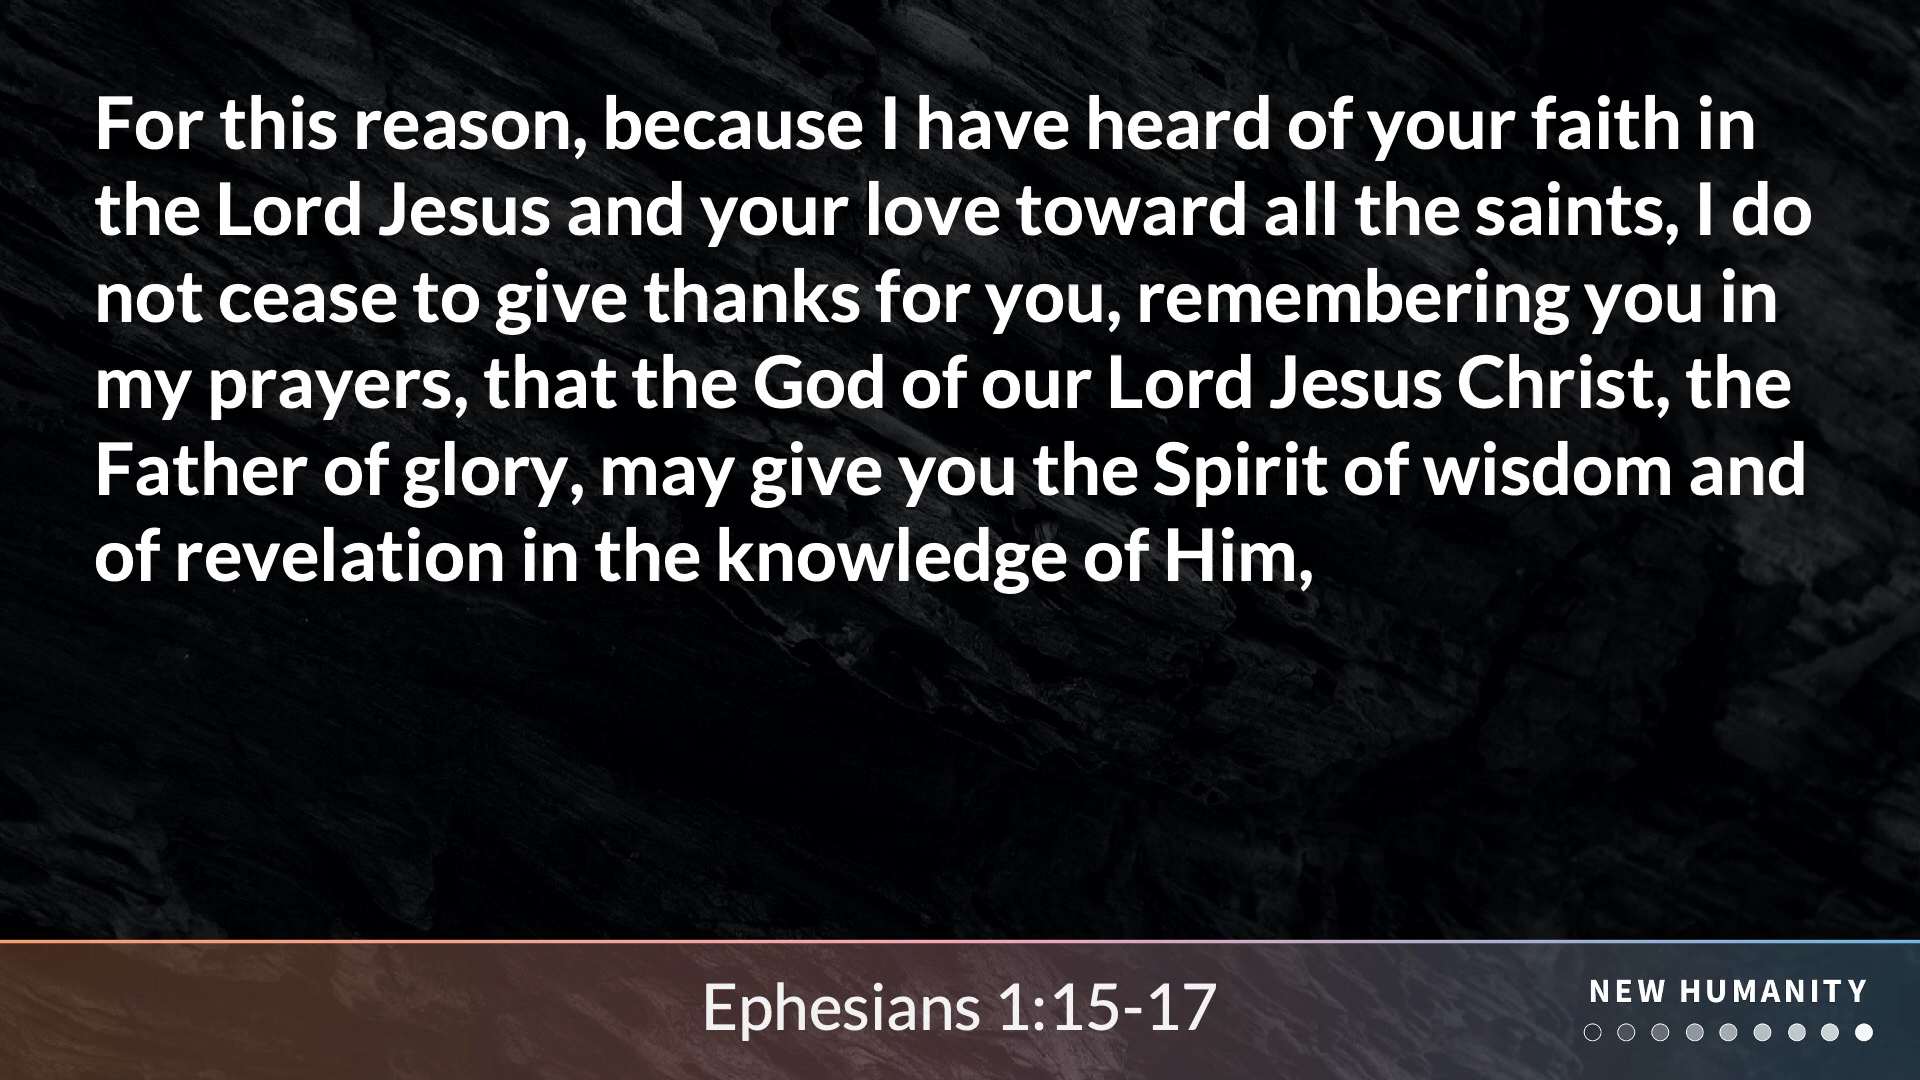 For this reason, because I have heard of your faith in
the Lord Jesus and your love toward all the saints, I do
not cease to give thanks for you, remembering you in
my prayers, that the God of our Lord Jesus Christ, the
Father of glory, may give you the Spirit of wisdom and
of revelation in the knowledge of Him,
Ephesians 1:15-17
NEW HUMANITY